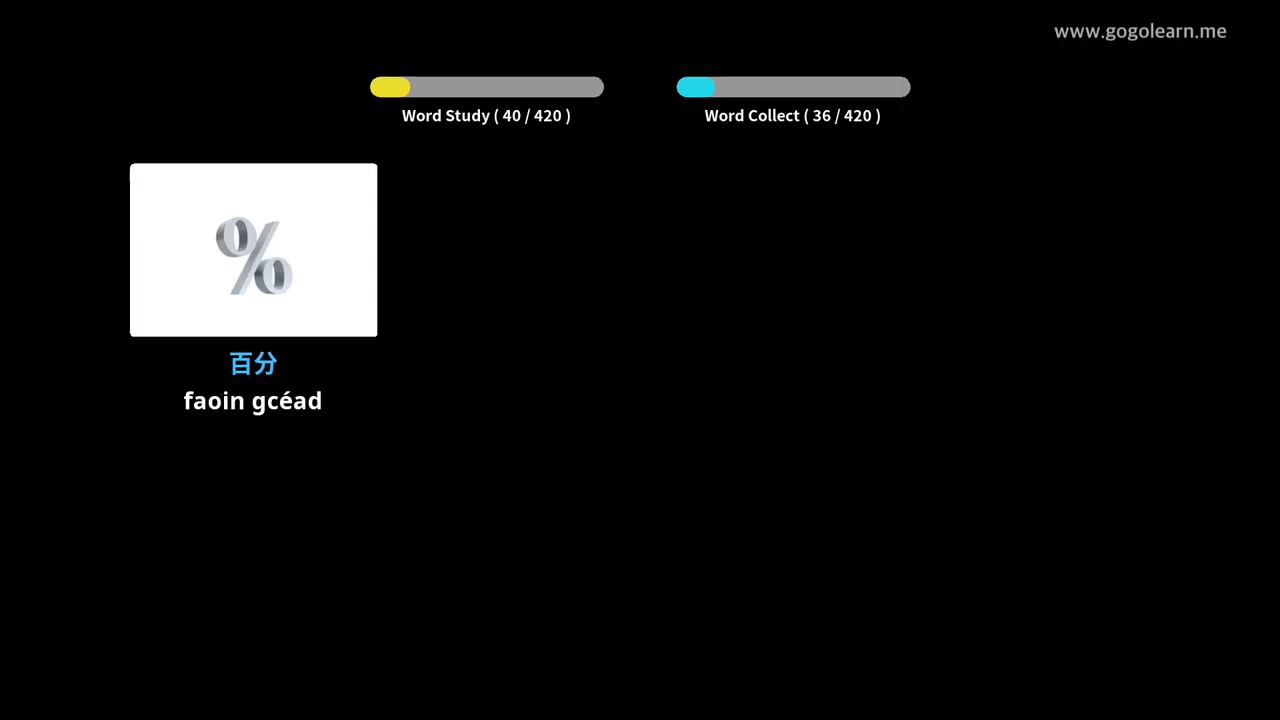 www.gogolearn.me
Word Study ( 40 / 420 )
Word Collect ( 36 / 420 )
%
百分
faoin gcéad